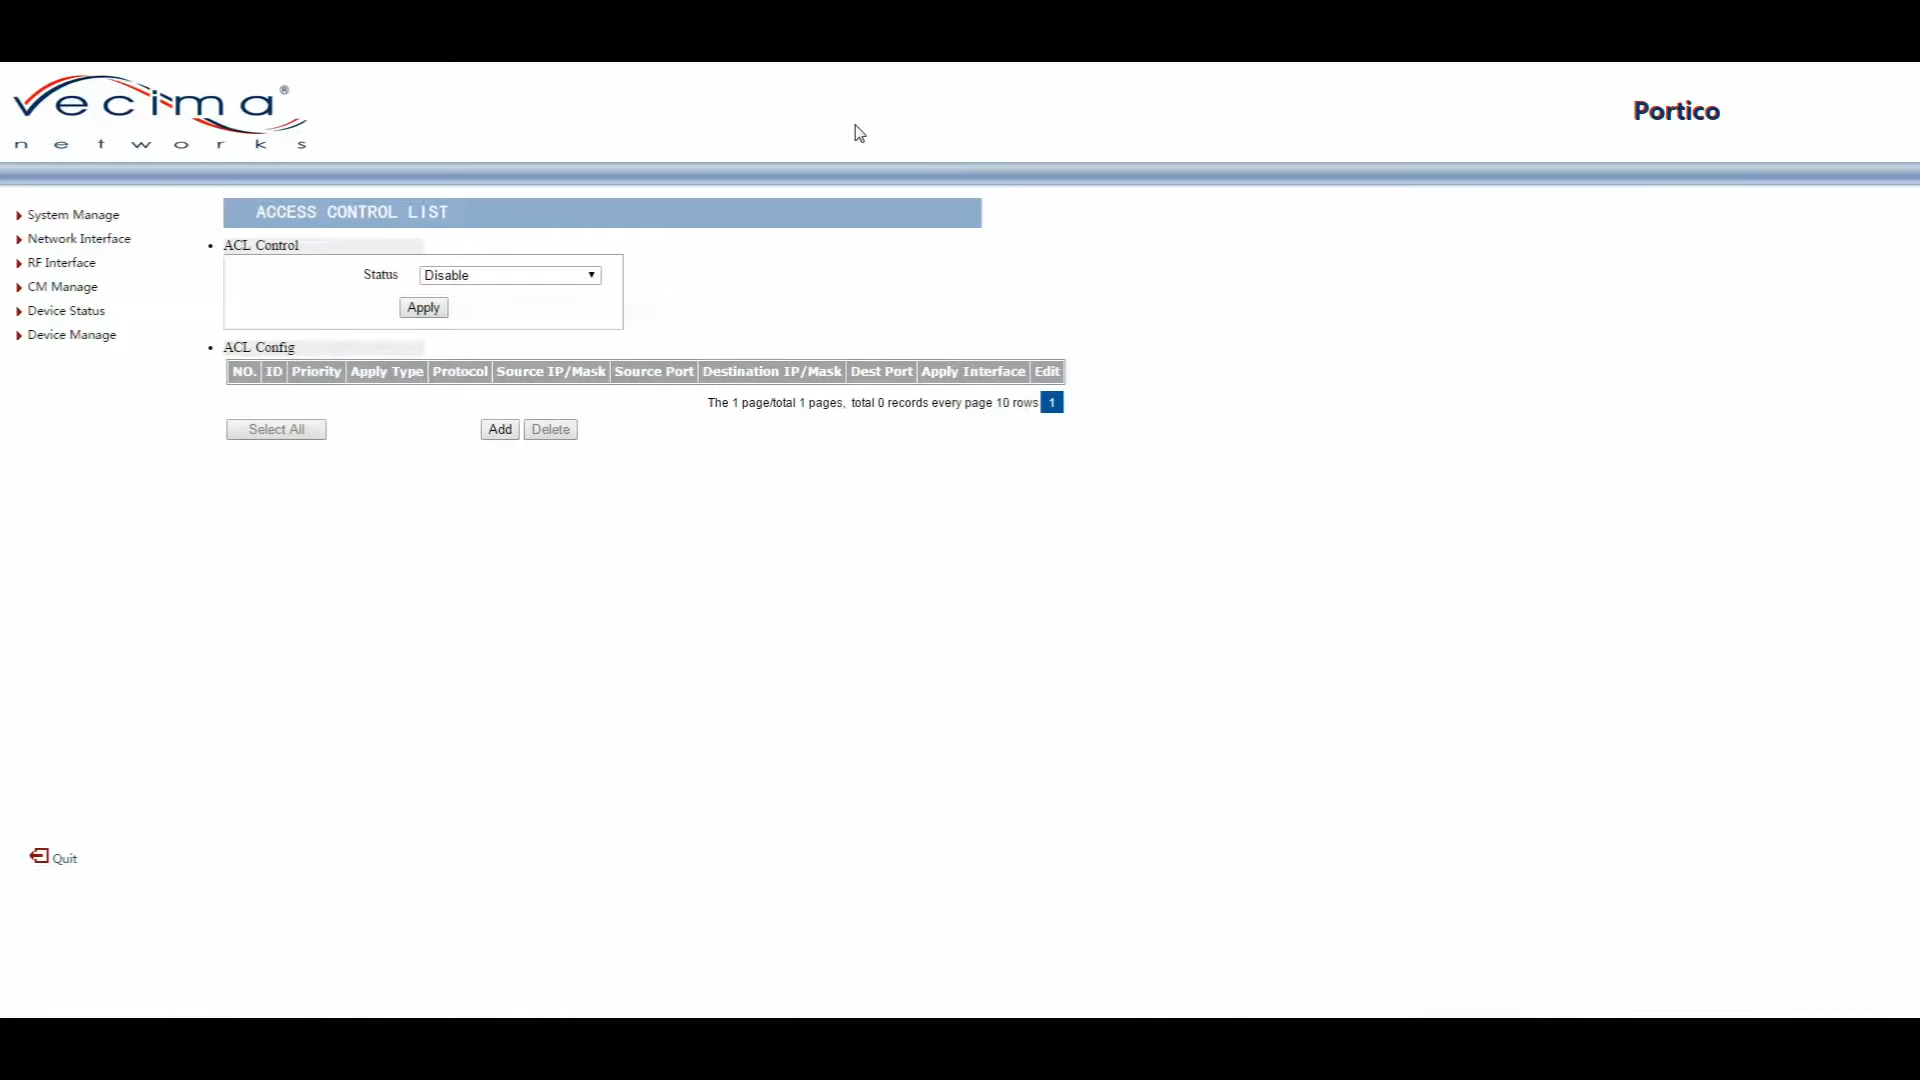 vecima®
networks
Portico
System Manage
Network Interface
RF Interface
CM Manage
Device Status
Device Manage
ACCESS CONTROL LIST
ACL Control
Status Disable
Apply
ACL Config
NO. ID Priority Apply Type Protocol Source IP/Mask Source Port Destination IP/Mask Dest Port Apply Interface Edit
The 1 page/total 1 pages, total 0 records every page 10 rows 1
Select All Add Delete
Quit